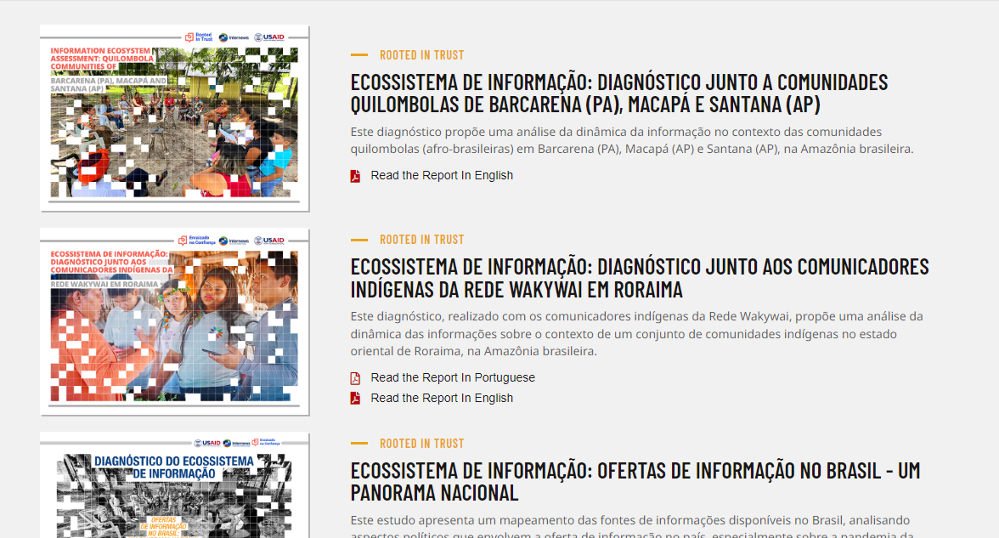 Rooted in Trust Internews USAID
INFORMATION ECOSYSTEM
ASSESSMENT: QUILOMBOLA
COMMUNITIES OF
BARCARENA (PA), MACAPÁ AND
SANTANA (AP)
ROOTED IN TRUST
ECOSSISTEMA DE INFORMAÇÃO: DIAGNÓSTICO JUNTO A COMUNIDADES
QUILOMBOLAS DE BARCARENA (PA), MACAPÁ E SANTANA (AP)
Este diagnóstico propõe uma análise da dinâmica da informação no contexto das comunidades
quilombolas (afro-brasileiras) em Barcarena (PA), Macapá (AP) e Santana (AP), na Amazônia brasileira.
Read the Report In English
Enraizado na Confiança Internews USAID
ECOSSISTEMA DE INFORMAÇÃO:
DIAGNÓSTICO JUNTO AOS
COMUNICADORES INDÍGENAS DA
REDE WAKYWAI EM RORAIMA
ROOTED IN TRUST
ECOSSISTEMA DE INFORMAÇÃO: DIAGNÓSTICO JUNTO AOS COMUNICADORES
INDÍGENAS DA REDE WAKYWAI EM RORAIMA
Este diagnóstico, realizado com os comunicadores indígenas da Rede Wakywai, propõe uma análise da
dinâmica das informações sobre o contexto de um conjunto de comunidades indígenas no estado
oriental de Roraima, na Amazônia brasileira.
Read the Report In Portuguese
Read the Report In English
USAID Internews Enraizado na Confiança
DIAGNÓSTICO DO ECOSSISTEMA
DE INFORMAÇÃO
OFERTAS
DE INFORMAÇÃO
NO BRASIL:
ROOTED IN TRUST
ECOSSISTEMA DE INFORMAÇÃO: OFERTAS DE INFORMAÇÃO NO BRASIL - UM
PANORAMA NACIONAL
Este estudo apresenta um mapeamento das fontes de informações disponíveis no Brasil, analisando
aspectos políticos que envolvem a oferta de informação no país, especialmente sobre a pandemia da